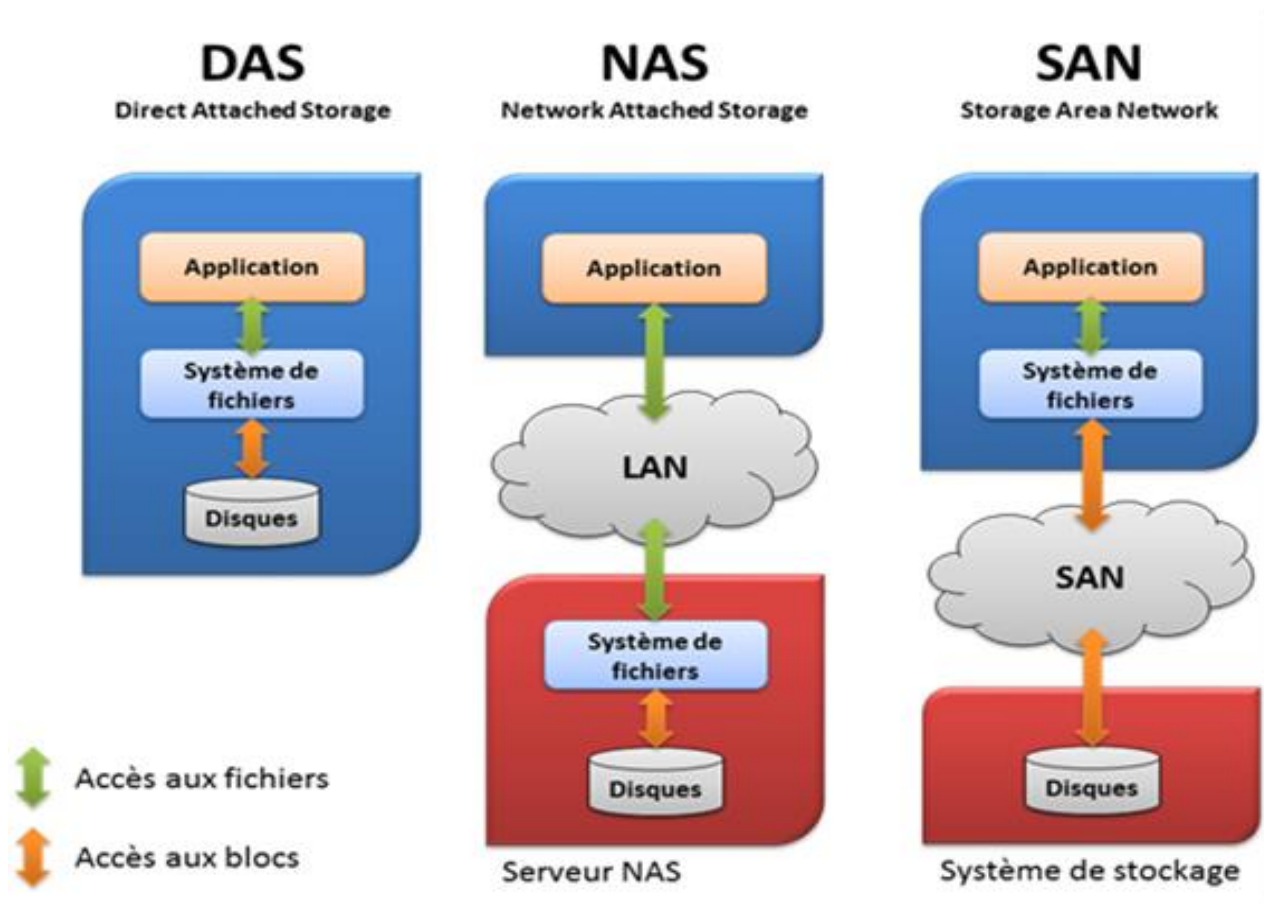 DAS
Direct Attached Storage
Application
Système de
fichiers
Disques
NAS
Network Attached Storage
Application
LAN
Système de
fichiers
Disques
Serveur NAS
SAN
Storage Area Network
Application
Système de
fichiers
SAN
Disques
Système de stockage
Accès aux fichiers
Accès aux blocs